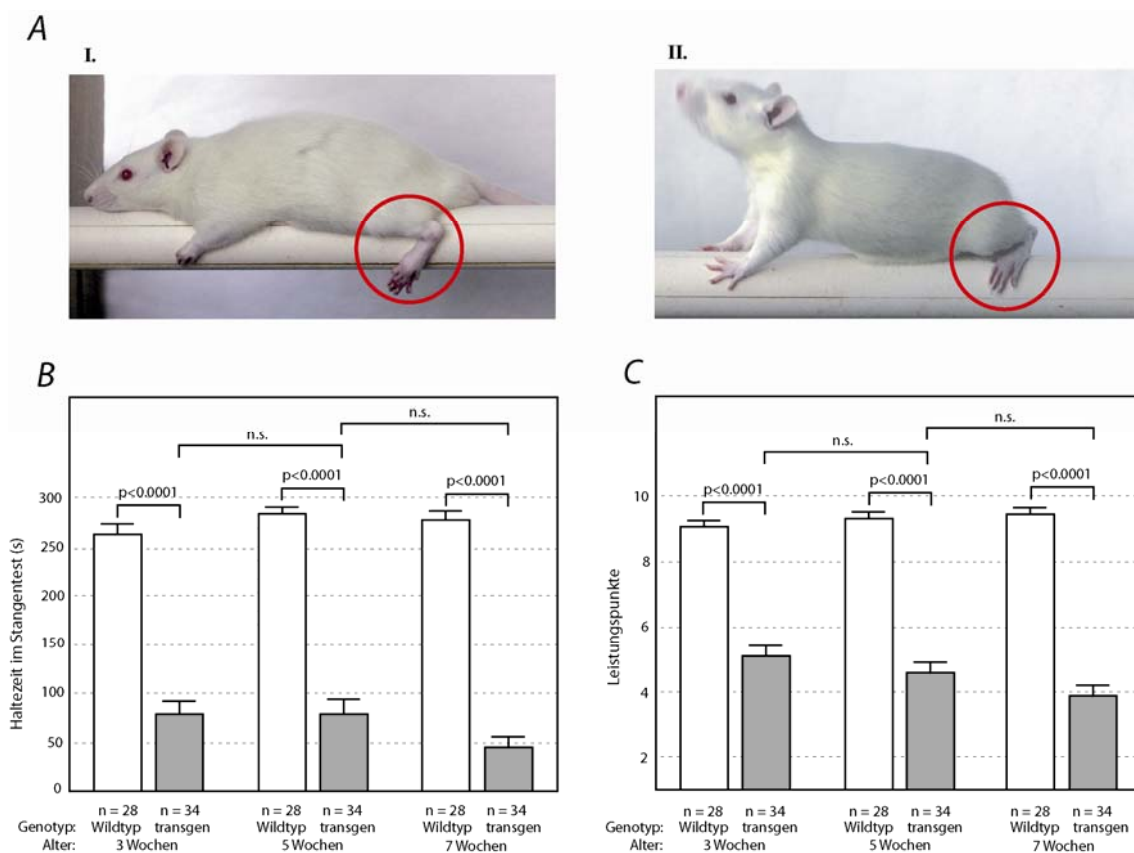 A
I.
II.
B
n.s.
n.s.
p<0.0001
p<0.0001
p<0.0001
Haltezeit im Stangentest (s)
300
250
200
150
100
50
0
n = 28 n = 34 n = 28 n = 34 n = 28 n = 34
Genotyp: Wildtyp transgen Wildtyp transgen Wildtyp transgen
Alter: 3 Wochen 5 Wochen 7 Wochen
C
n.s.
n.s.
p<0.0001
p<0.0001
p<0.0001
Leistungspunkte
10
8
6
4
2
n = 28 n = 34 n = 28 n = 34 n = 28 n = 34
Genotyp: Wildtyp transgen Wildtyp transgen Wildtyp transgen
Alter: 3 Wochen 5 Wochen 7 Wochen